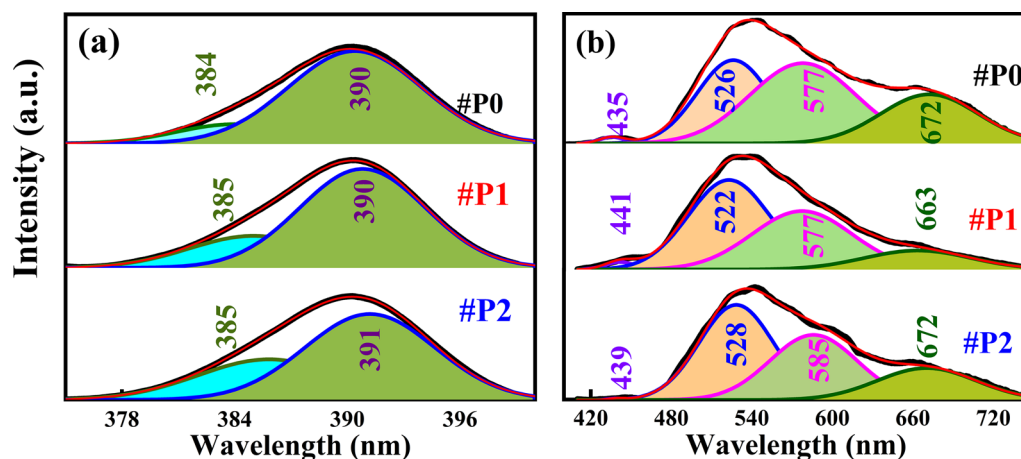 Intensity (a.u.)
(a)
384
390
#P0
385
390
#P1
385
391
#P2
378 384 390 396
Wavelength (nm)
(b)
435
526
577
672
#P0
441
522
577
663
#P1
439
528
585
672
#P2
420 480 540 600 660 720
Wavelength (nm)